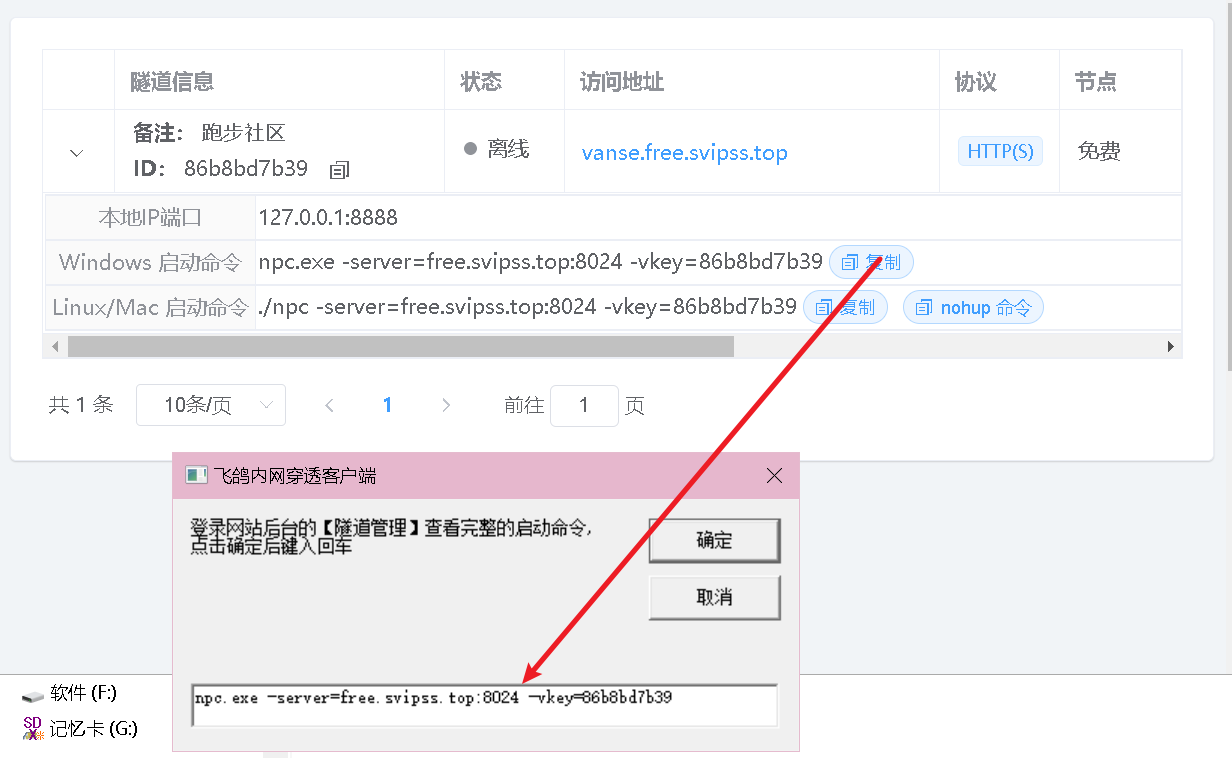 隧道信息 状态 访问地址 协议 节点
备注： 跑步社区
ID： 86b8bd7b39
离线 vanse.free.svipss.top HTTP(S) 免费
本地IP端口 127.0.0.1:8888
Windows 启动命令 npc.exe -server=free.svipss.top:8024 -vkey=86b8bd7b39 复制
Linux/Mac 启动命令 ./npc -server=free.svipss.top:8024 -vkey=86b8bd7b39 复制 nohup 命令
共 1 条 10条/页 1 前往 1 页
飞鸽内网穿透客户端
登录网站后台的【隧道管理】查看完整的启动命令,
点击确定后键入回车
确定
取消
npc.exe -server=free.svipss.top:8024 -vkey=86b8bd7b39
软件 (F:)
SD
记忆卡 (G:)